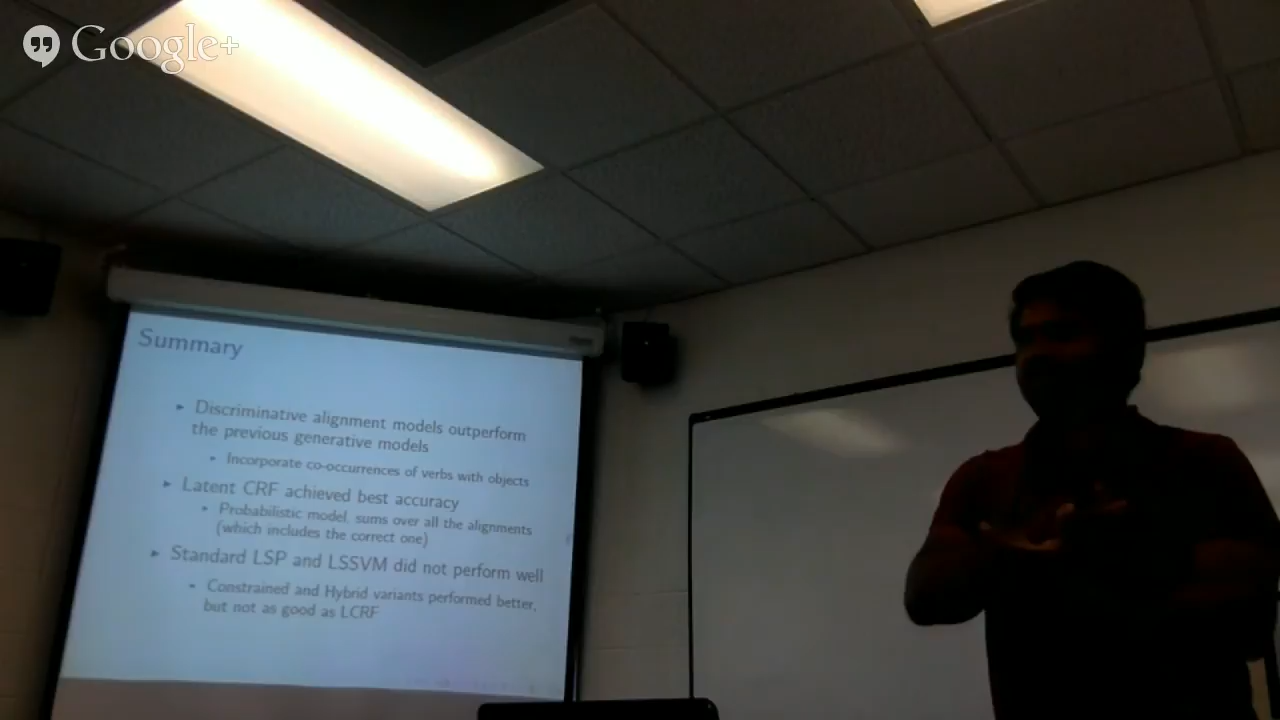 Google+
Summary
Discriminative alignment models outperform
the previous generative models
Incorporate co-occurrences of verbs with objects
Latent CRF achieved best accuracy
Probabilistic model, sums over all the alignments
(which includes the correct one)
Standard LSP and LSSVM did not perform well
Constrained and Hybrid variants performed better,
but not as good as LCRF